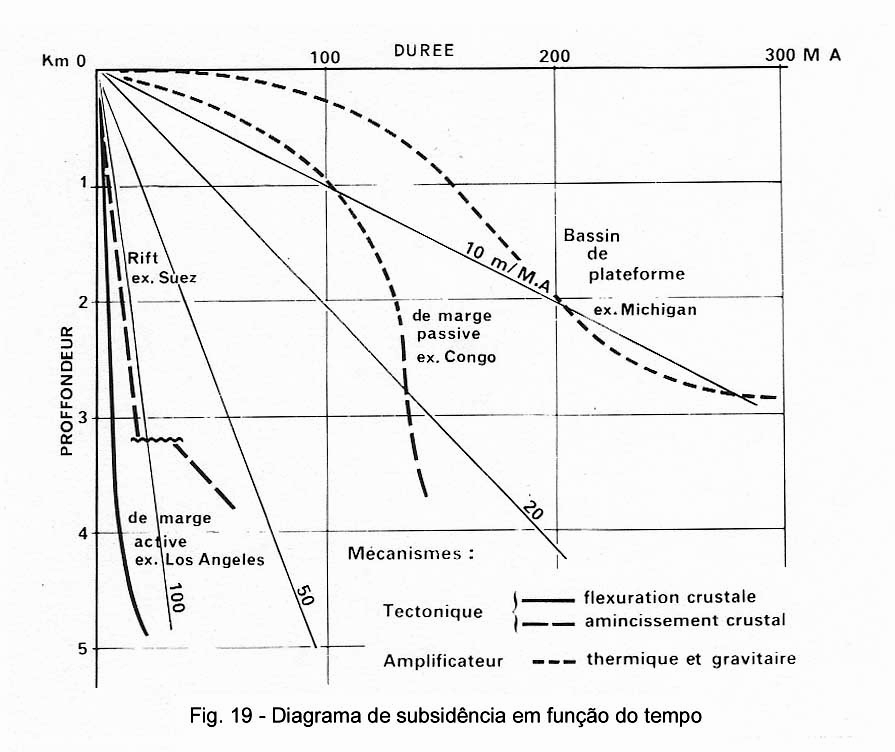 DUREE
Km 0
100
200
300 M A
1
2
3
4
5
PROFFONDEUR
Rift
ex. Suez
10 m/M.A
Bassin
de
plateforme
ex. Michigan
de marge
passive
ex. Congo
de marge
active
ex. Los Angeles
100
50
20
Mécanismes :
Tectonique
flexuration crustale
amincissement crustal
Amplificateur
thermique et gravitaire
Fig. 19 - Diagrama de subsidência em função do tempo